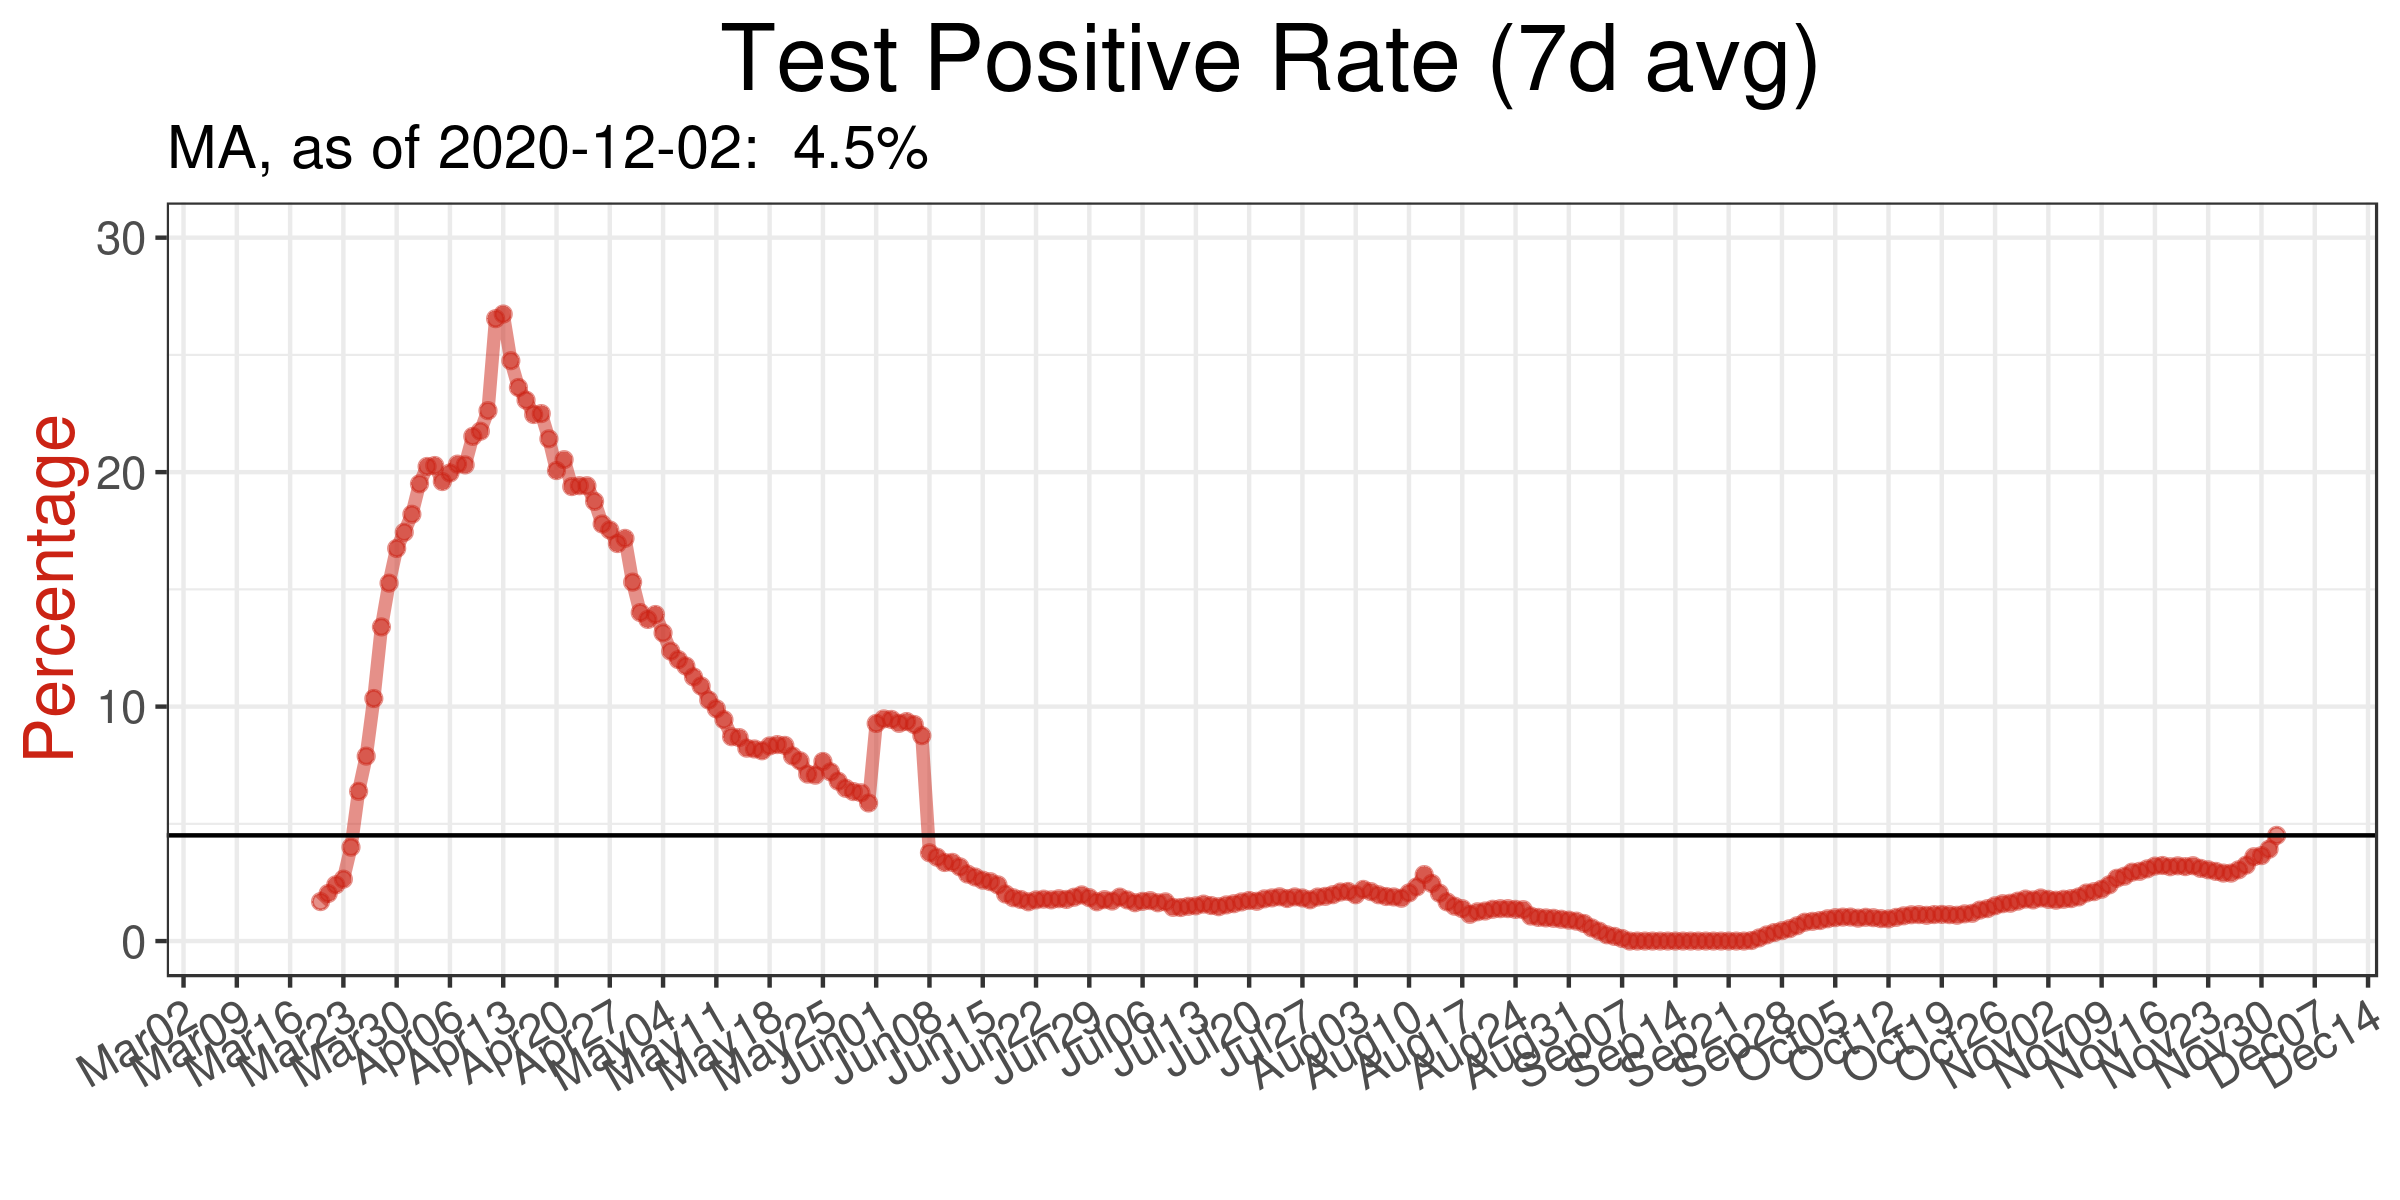 Test Positive Rate (7d avg)
MA, as of 2020-12-02:  4.5%
Percentage
30
20
10
0
Mar02
Mar09
Mar16
Mar23
Mar30
Apr06
Apr13
Apr20
Apr27
May04
May11
May18
May25
Jun01
Jun08
Jun15
Jun22
Jun29
Jul06
Jul13
Jul20
Jul27
Aug03
Aug10
Aug17
Aug24
Aug31
Sep07
Sep14
Sep21
Sep28
Oct05
Oct12
Oct19
Oct26
Nov02
Nov09
Nov16
Nov23
Nov30
Dec07
Dec14